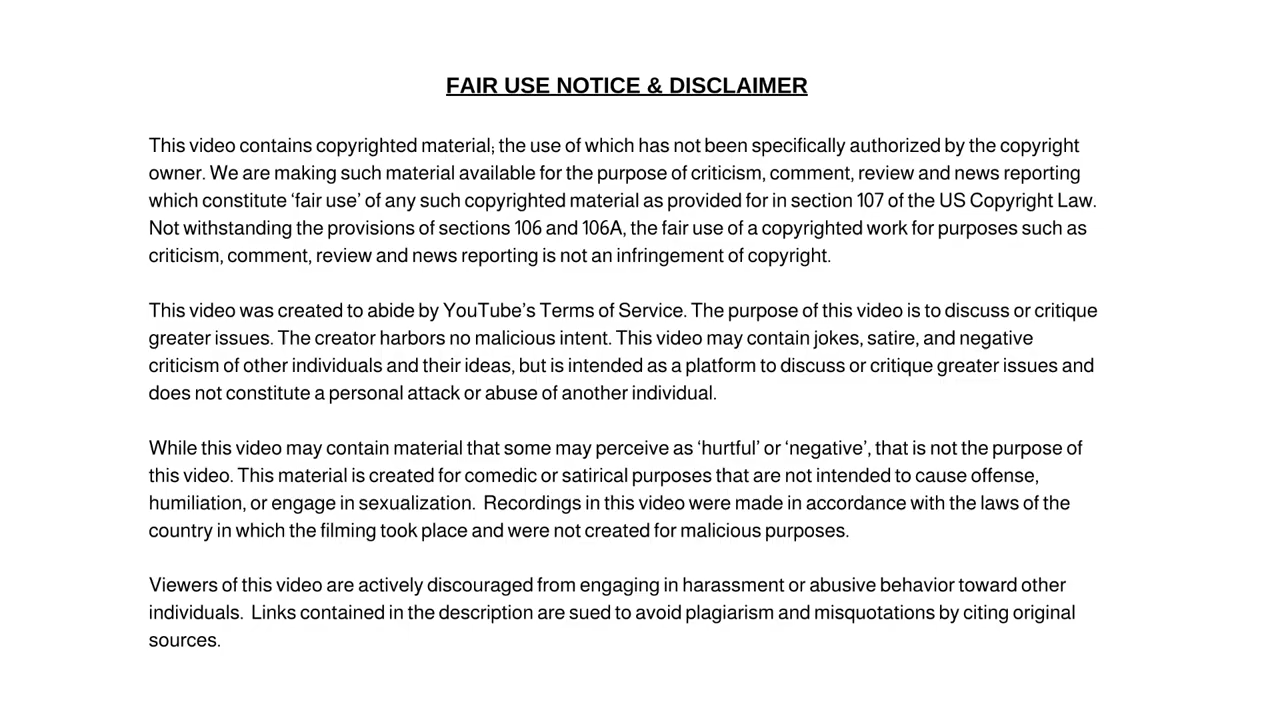 FAIR USE NOTICE & DISCLAIMER
This video contains copyrighted material; the use of which has not been specifically authorized by the copyright
owner. We are making such material available for the purpose of criticism, comment, review and news reporting
which constitute ‘fair use’ of any such copyrighted material as provided for in section 107 of the US Copyright Law.
Not withstanding the provisions of sections 106 and 106A, the fair use of a copyrighted work for purposes such as
criticism, comment, review and news reporting is not an infringement of copyright.
This video was created to abide by YouTube’s Terms of Service. The purpose of this video is to discuss or critique
greater issues. The creator harbors no malicious intent. This video may contain jokes, satire, and negative
criticism of other individuals and their ideas, but is intended as a platform to discuss or critique greater issues and
does not constitute a personal attack or abuse of another individual.
While this video may contain material that some may perceive as ‘hurtful’ or ‘negative’, that is not the purpose of
this video. This material is created for comedic or satirical purposes that are not intended to cause offense,
humiliation, or engage in sexualization. Recordings in this video were made in accordance with the laws of the
country in which the filming took place and were not created for malicious purposes.
Viewers of this video are actively discouraged from engaging in harassment or abusive behavior toward other
individuals. Links contained in the description are sued to avoid plagiarism and misquotations by citing original
sources.